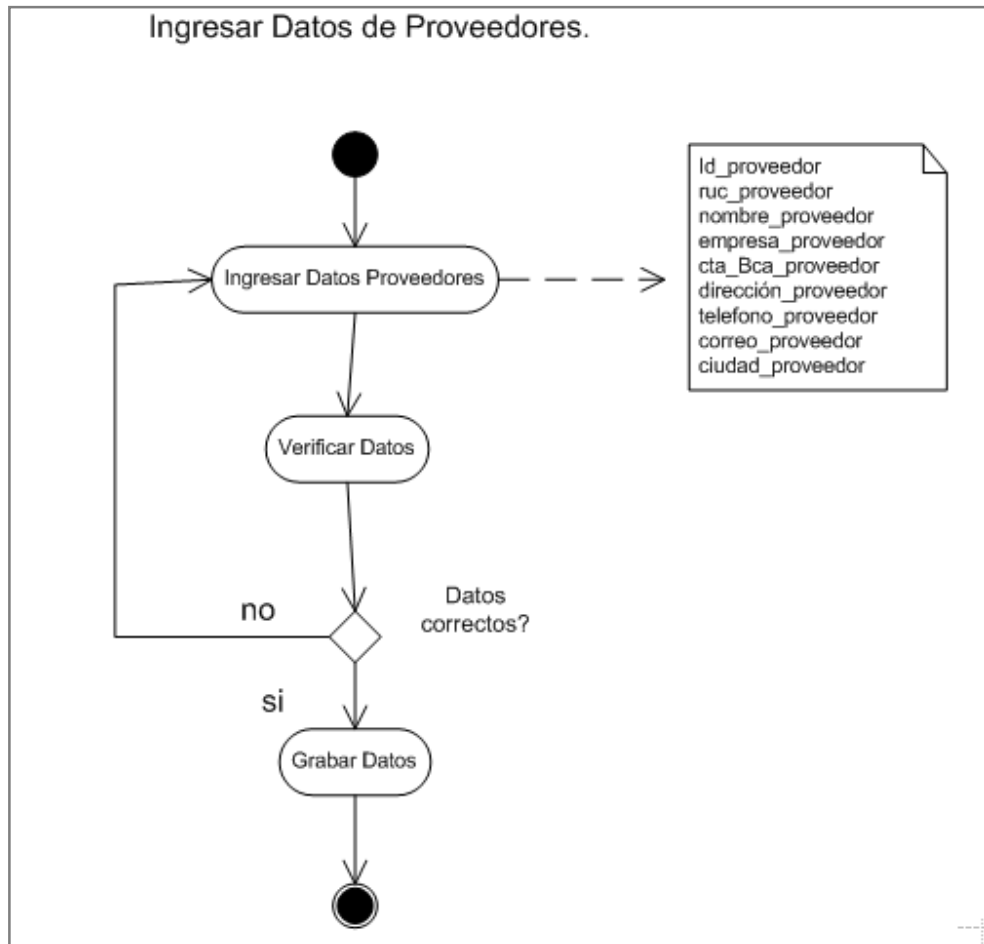 Ingresar Datos de Proveedores.
Id_proveedor
ruc_proveedor
nombre_proveedor
empresa_proveedor
cta_Bca_proveedor
dirección_proveedor
telefono_proveedor
correo_proveedor
ciudad_proveedor
Ingresar Datos Proveedores
Verificar Datos
Datos
correctos?
no
si
Grabar Datos